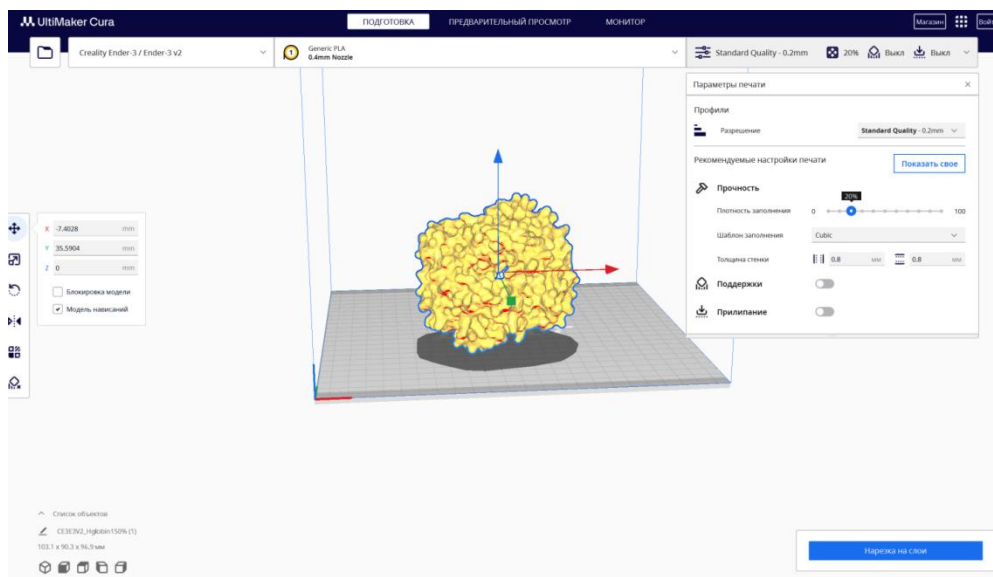 UltiMaker Cura
ПОДГОТОВКА
ПРЕДВАРИТЕЛЬНЫЙ ПРОСМОТР
МОНИТОР
Магазин
Войт
Creality Ender-3 / Ender-3 v2
1
Generic PLA
0.4mm Nozzle
Standard Quality - 0.2mm
20%
Выкл
Выкл
Параметры печати
Профили
Разрешение
Standard Quality - 0.2mm
Рекомендуемые настройки печати
Показать свое
Прочность
20%
Плотность заполнения
0
100
Шаблон заполнения
Cubic
Толщина стенки
0.8 мм
0.8 мм
Поддержки
Прилипание
X -7.4028 mm
Y 35.5904 mm
Z 0 mm
Блокировка модели
Модель нависаний
Список объектов
CE3E3V2_Hglobin150% (1)
103.1 x 90.3 x 96.9 мм
Нарезка на слои